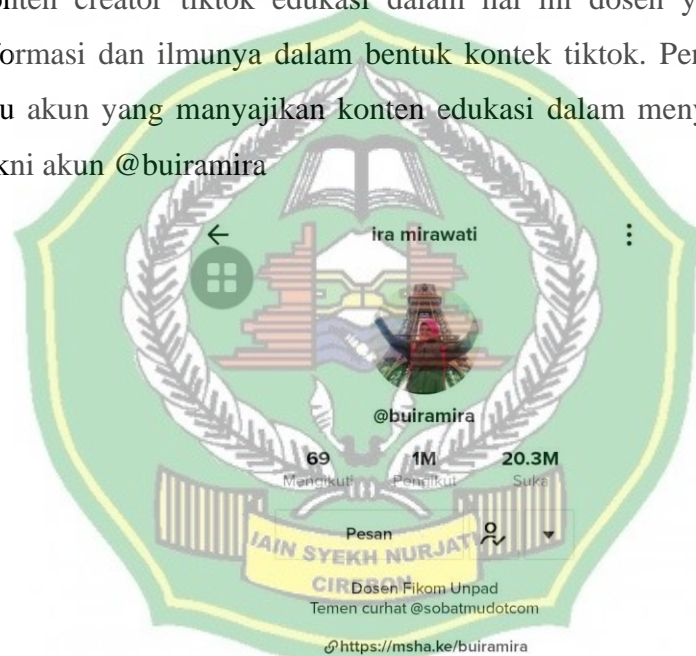 onten creator tiktok edukasi dalam hal ini dosen y
formasi dan ilmunya dalam bentuk kontek tiktok. Per
u akun yang manyajikan konten edukasi dalam meny
kni akun @buiramira
ira mirawati
@buiramira
69 1M 20.3M
Mengikuti Pengikut Suka
Pesan
IAIN SYEKH NURJATI
CIREBON
Dosen Fikom Unpad
Temen curhat @sobatmudotcom
https://msha.ke/buiramira